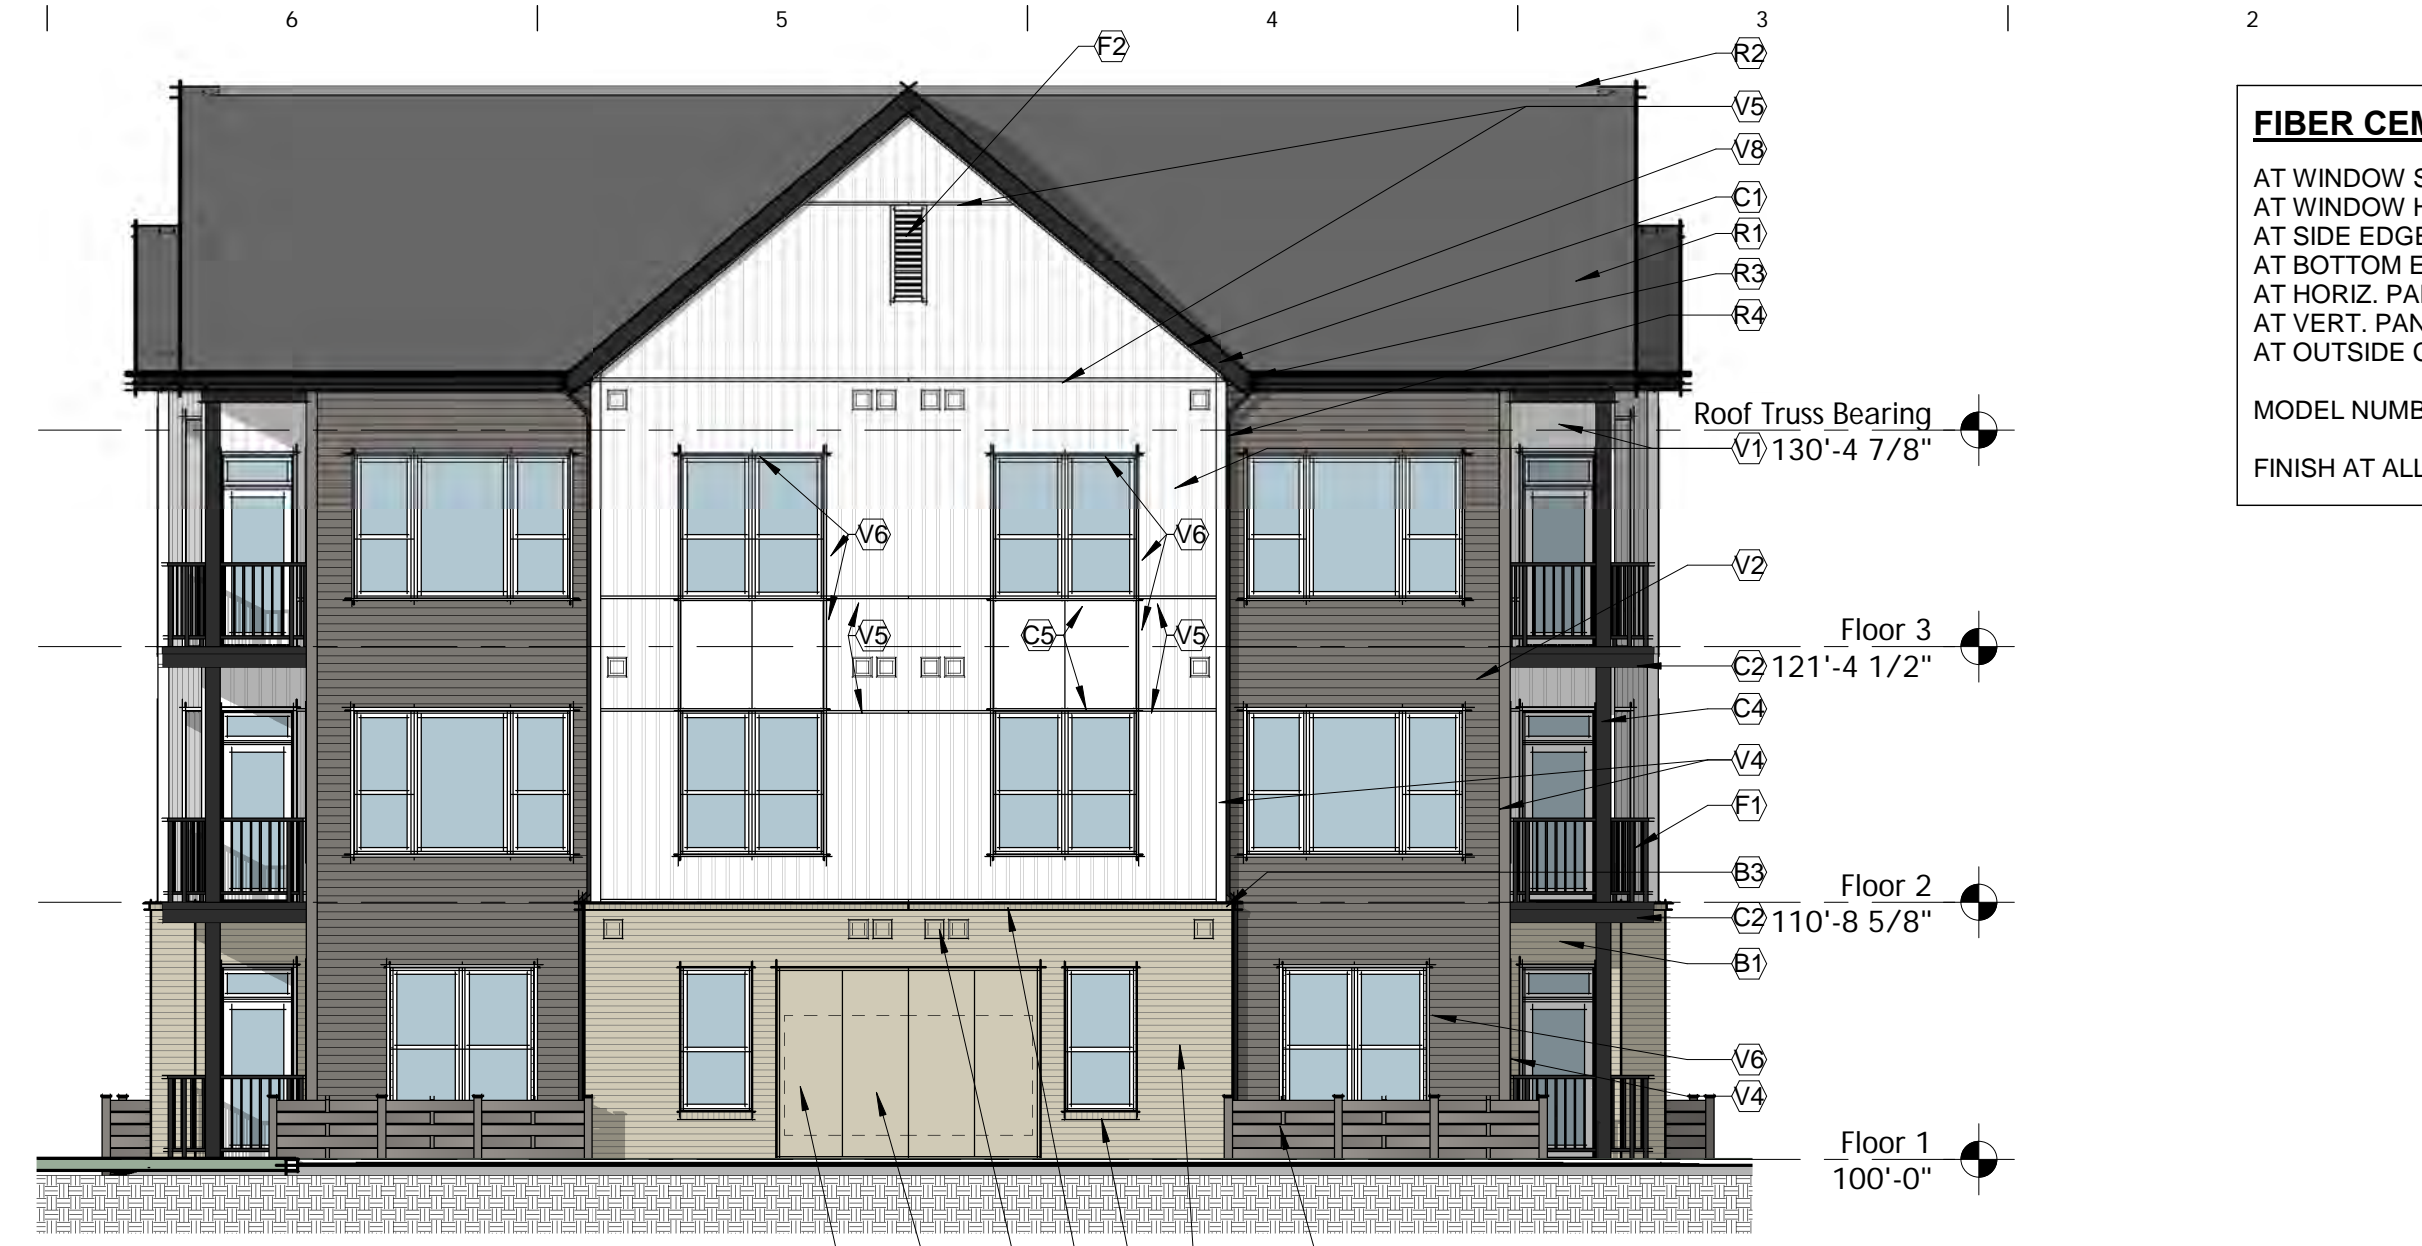 6 5 4 3 2
F2
R2
V5
V8
C1
R1
R3
R4
Roof Truss Bearing
V1 130'-4 7/8"
V6 V6
V2
Floor 3
V5 C5 V5
C2 121'-4 1/2"
C4
V4
F1
B3
Floor 2
C2 110'-8 5/8"
B1
V6
V4
Floor 1
100'-0"
FIBER CEM
AT WINDOW S
AT WINDOW H
AT SIDE EDGE
AT BOTTOM E
AT HORIZ. PA
AT VERT. PAN
AT OUTSIDE
MODEL NUMB
FINISH AT ALL